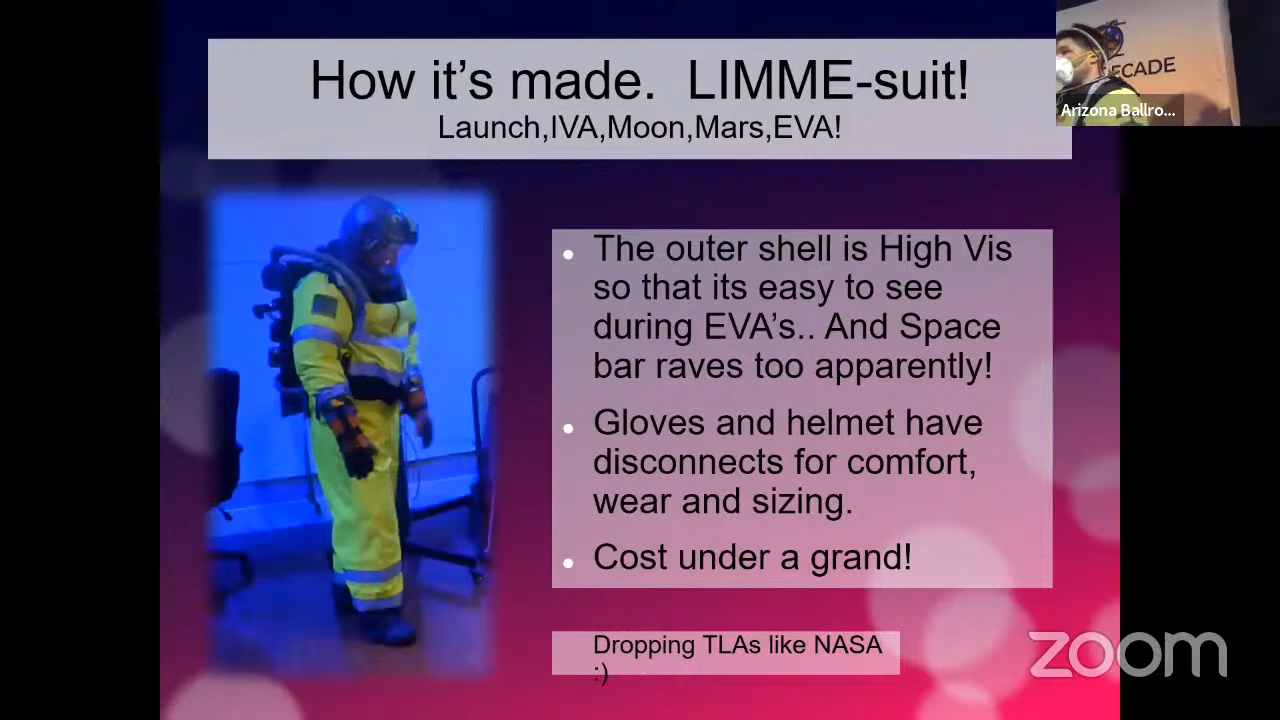 How it's made.  LIMME-suit!
Launch,IVA,Moon,Mars,EVA!
ECADE
Arizona Ballro...
The outer shell is High Vis
so that its easy to see
during EVA's.. And Space
bar raves too apparently!
Gloves and helmet have
disconnects for comfort,
wear and sizing.
Cost under a grand!
Dropping TLAs like NASA
:)
zoom